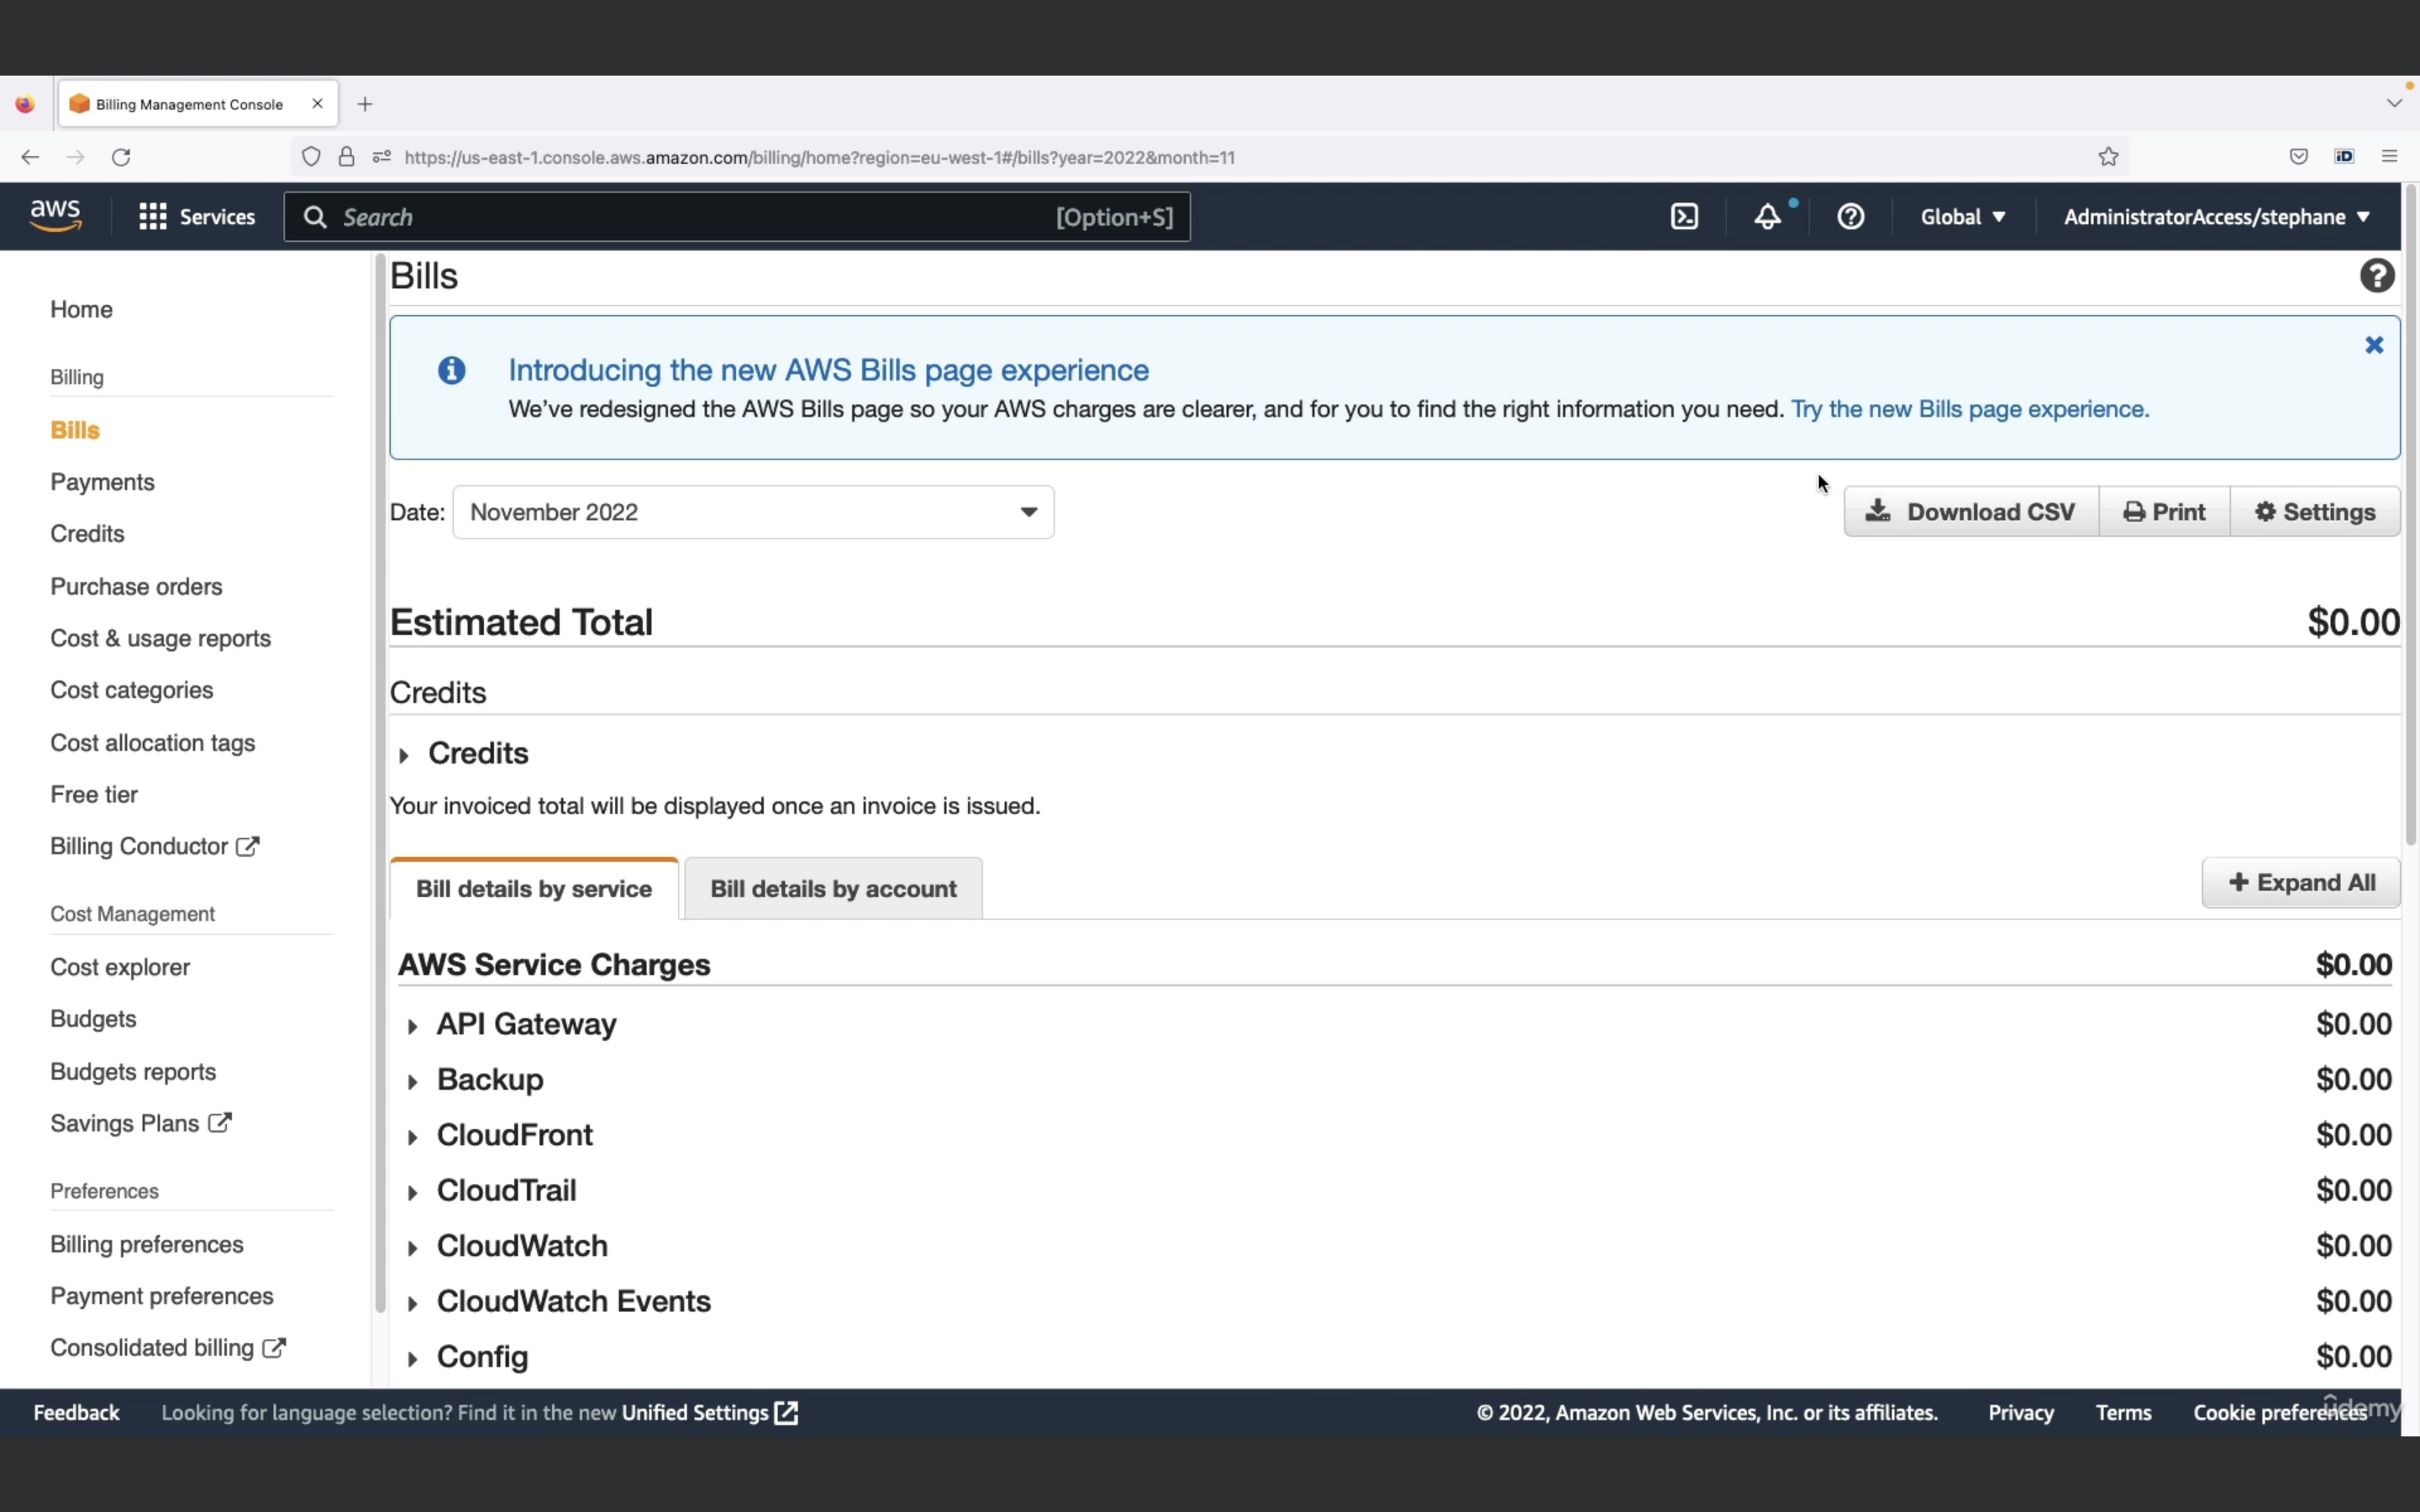 Billing Management Console
https://us-east-1.console.aws.amazon.com/billing/home?region=eu-west-1#/bills?year=2022&month=11
iD
aws
Services
Search
[Option+S]
Global
AdministratorAccess/stephane
Home
Billing
Bills
Payments
Credits
Purchase orders
Cost & usage reports
Cost categories
Cost allocation tags
Free tier
Billing Conductor
Cost Management
Cost explorer
Budgets
Budgets reports
Savings Plans
Preferences
Billing preferences
Payment preferences
Consolidated billing
Bills
Introducing the new AWS Bills page experience
We've redesigned the AWS Bills page so your AWS charges are clearer, and for you to find the right information you need. Try the new Bills page experience.
Date: November 2022
Download CSV
Print
Settings
Estimated Total $0.00
Credits
Credits
Your invoiced total will be displayed once an invoice is issued.
Bill details by service
Bill details by account
+ Expand All
AWS Service Charges $0.00
API Gateway $0.00
Backup $0.00
CloudFront $0.00
CloudTrail $0.00
CloudWatch $0.00
CloudWatch Events $0.00
Config $0.00
Feedback
Looking for language selection? Find it in the new Unified Settings
© 2022, Amazon Web Services, Inc. or its affiliates.
Privacy
Terms
Cookie preferences
ûdemy